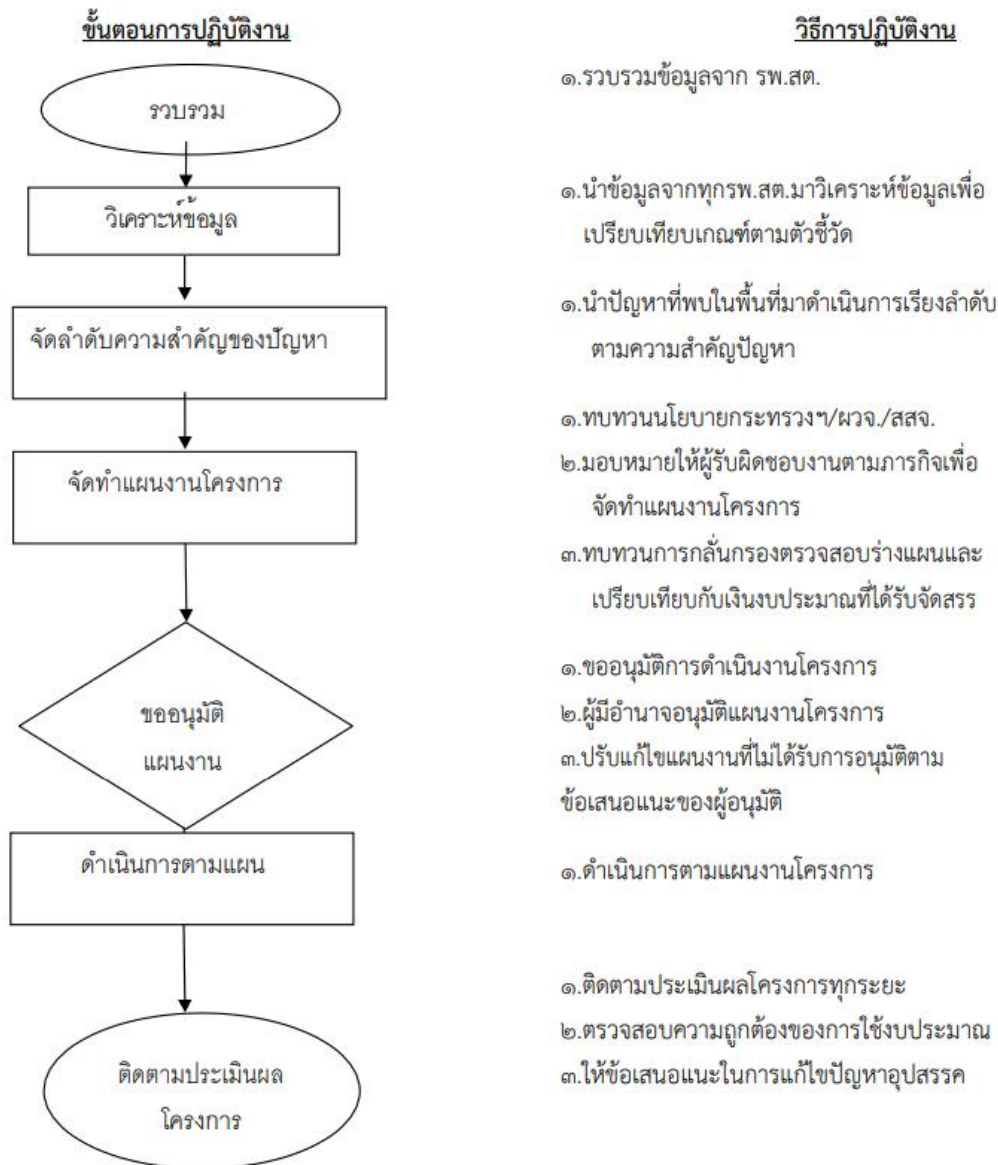 ขั้นตอนการปฏิบัติงาน
วิธีการปฏิบัติงาน
รวบรวม
๑.รวบรวมข้อมูลจาก รพ.สต.
วิเคราะห์ข้อมูล
๑.นำข้อมูลจากทุกรพ.สต.มาวิเคราะห์ข้อมูลเพื่อ
เปรียบเทียบเกณฑ์ตามตัวชี้วัด
จัดลำดับความสำคัญของปัญหา
๑.นำปัญหาที่พบในพื้นที่มาดำเนินการเรียงลำดับ
ตามความสำคัญปัญหา
จัดทำแผนงานโครงการ
๑.ทบทวนนโยบายกระทรวงฯ/ผวจ./สสจ.
๒.มอบหมายให้ผู้รับผิดชอบงานตามภารกิจเพื่อ
จัดทำแผนงานโครงการ
๓.ทบทวนการกลั่นกรองตรวจสอบร่างแผนและ
เปรียบเทียบกับเงินงบประมาณที่ได้รับจัดสรร
ขออนุมัติ
แผนงาน
๑.ขออนุมัติการดำเนินงานโครงการ
๒.ผู้มีอำนาจอนุมัติแผนงานโครงการ
๓.ปรับแก้ไขแผนงานที่ไม่ได้รับการอนุมัติตาม
ข้อเสนอแนะของผู้อนุมัติ
ดำเนินการตามแผน
๑.ดำเนินการตามแผนงานโครงการ
ติดตามประเมินผล
โครงการ
๑.ติดตามประเมินผลโครงการทุกระยะ
๒.ตรวจสอบความถูกต้องของการใช้งบประมาณ
๓.ให้ข้อเสนอแนะในการแก้ไขปัญหาอุปสรรค